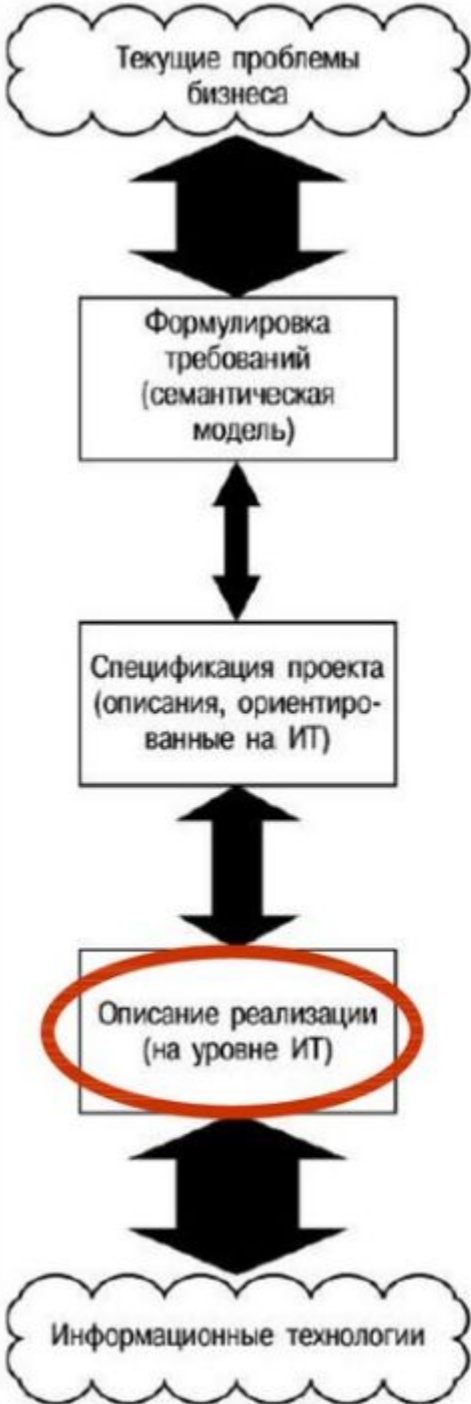 Текущие проблемы
бизнеса
Формулировка
требований
(семантическая
модель)
Спецификация проекта
(описания, ориентиро-
ванные на ИТ)
Описание реализации
(на уровне ИТ)
Информационные технологии